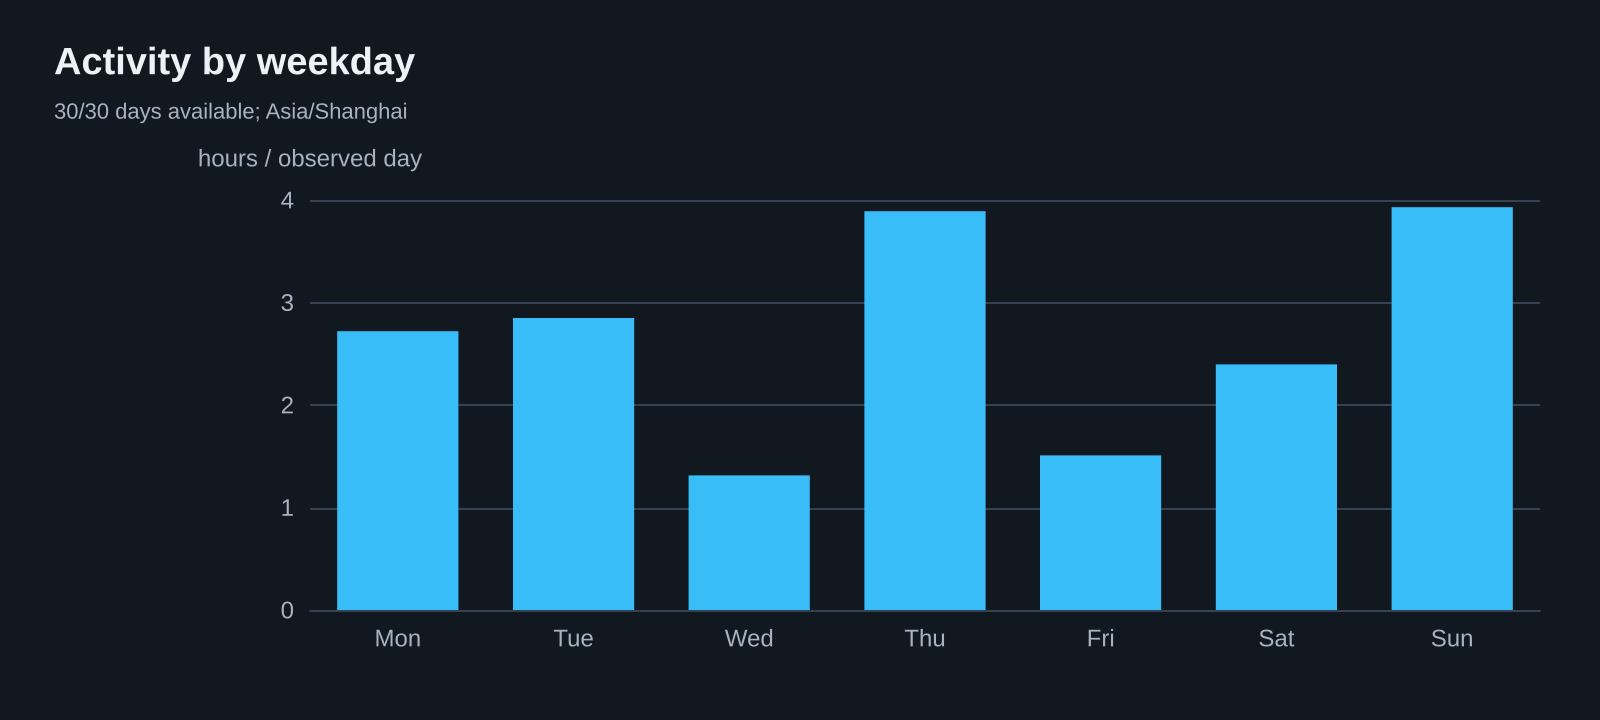 Activity by weekday
30/30 days available; Asia/Shanghai
hours / observed day
4
3
2
1
0
Mon Tue Wed Thu Fri Sat Sun